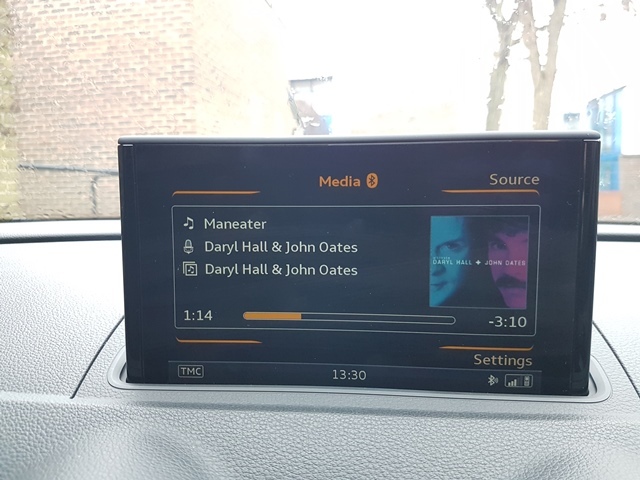 Media
Source
Maneater
Daryl Hall & John Oates
Daryl Hall & John Oates
DARYL HALL + JOHN OATES
1:14
-3:10
Settings
TMC
13:30